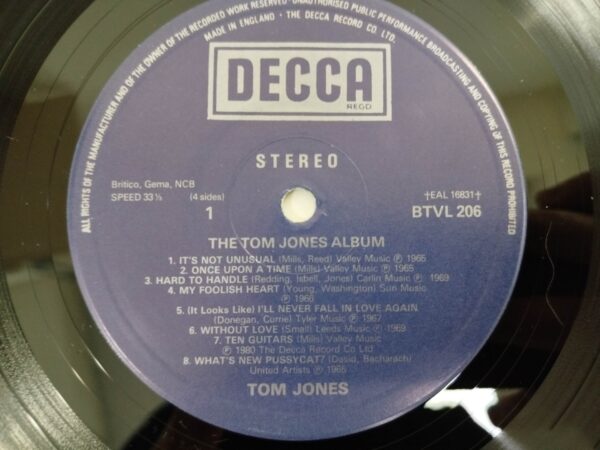 ALL RIGHTS OF THE MANUFACTURER AND OF THE OWNER OF THE RECORDED WORK RESERVED · UNAUTHORISED PUBLIC PERFORMANCE BROADCASTING AND COPYING OF THIS RECORD PROHIBITED
MADE IN ENGLAND · THE DECCA RECORD CO LTD.
DECCA
REGD
STEREO
Britico, Gema, NCB
SPEED 33⅓ (4 sides)
1
†EAL 16831†
BTVL 206
THE TOM JONES ALBUM
1. IT'S NOT UNUSUAL (Mills, Reed) Valley Music ℗ 1965
2. ONCE UPON A TIME (Mills) Valley Music ℗ 1965
3. HARD TO HANDLE (Redding, Isbell, Jones) Carlin Music ℗ 1969
4. MY FOOLISH HEART (Young, Washington) Sun Music
℗ 1966
5. (It Looks Like) I'LL NEVER FALL IN LOVE AGAIN
(Donegan, Currie) Tyler Music ℗ 1967
6. WITHOUT LOVE (Small) Leeds Music ℗ 1969
7. TEN GUITARS (Mills) Valley Music
℗ 1980 The Decca Record Co Ltd
8. WHAT'S NEW PUSSYCAT? (David, Bacharach)
United Artists ℗ 1965
TOM JONES